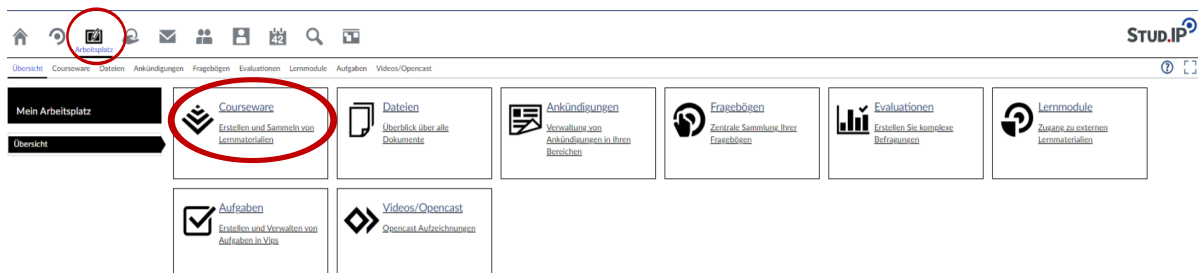 42
STUD.IP
Arbeitsplatz
Übersicht Courseware Dateien Ankündigungen Fragebögen Evaluationen Lernmodule Aufgaben Videos/Opencast
?
Mein Arbeitsplatz
Übersicht
Courseware
Erstellen und Sammeln von
Lernmaterialien
Dateien
Überblick über alle
Dokumente
Ankündigungen
Verwaltung von
Ankündigungen in Ihren
Bereichen
Fragebögen
Zentrale Sammlung Ihrer
Fragebögen
Evaluationen
Erstellen Sie komplexe
Befragungen
Lernmodule
Zugang zu externen
Lernmaterialien
Aufgaben
Erstellen und Verwalten von
Aufgaben in Vips
Videos/Opencast
Opencast Aufzeichnungen